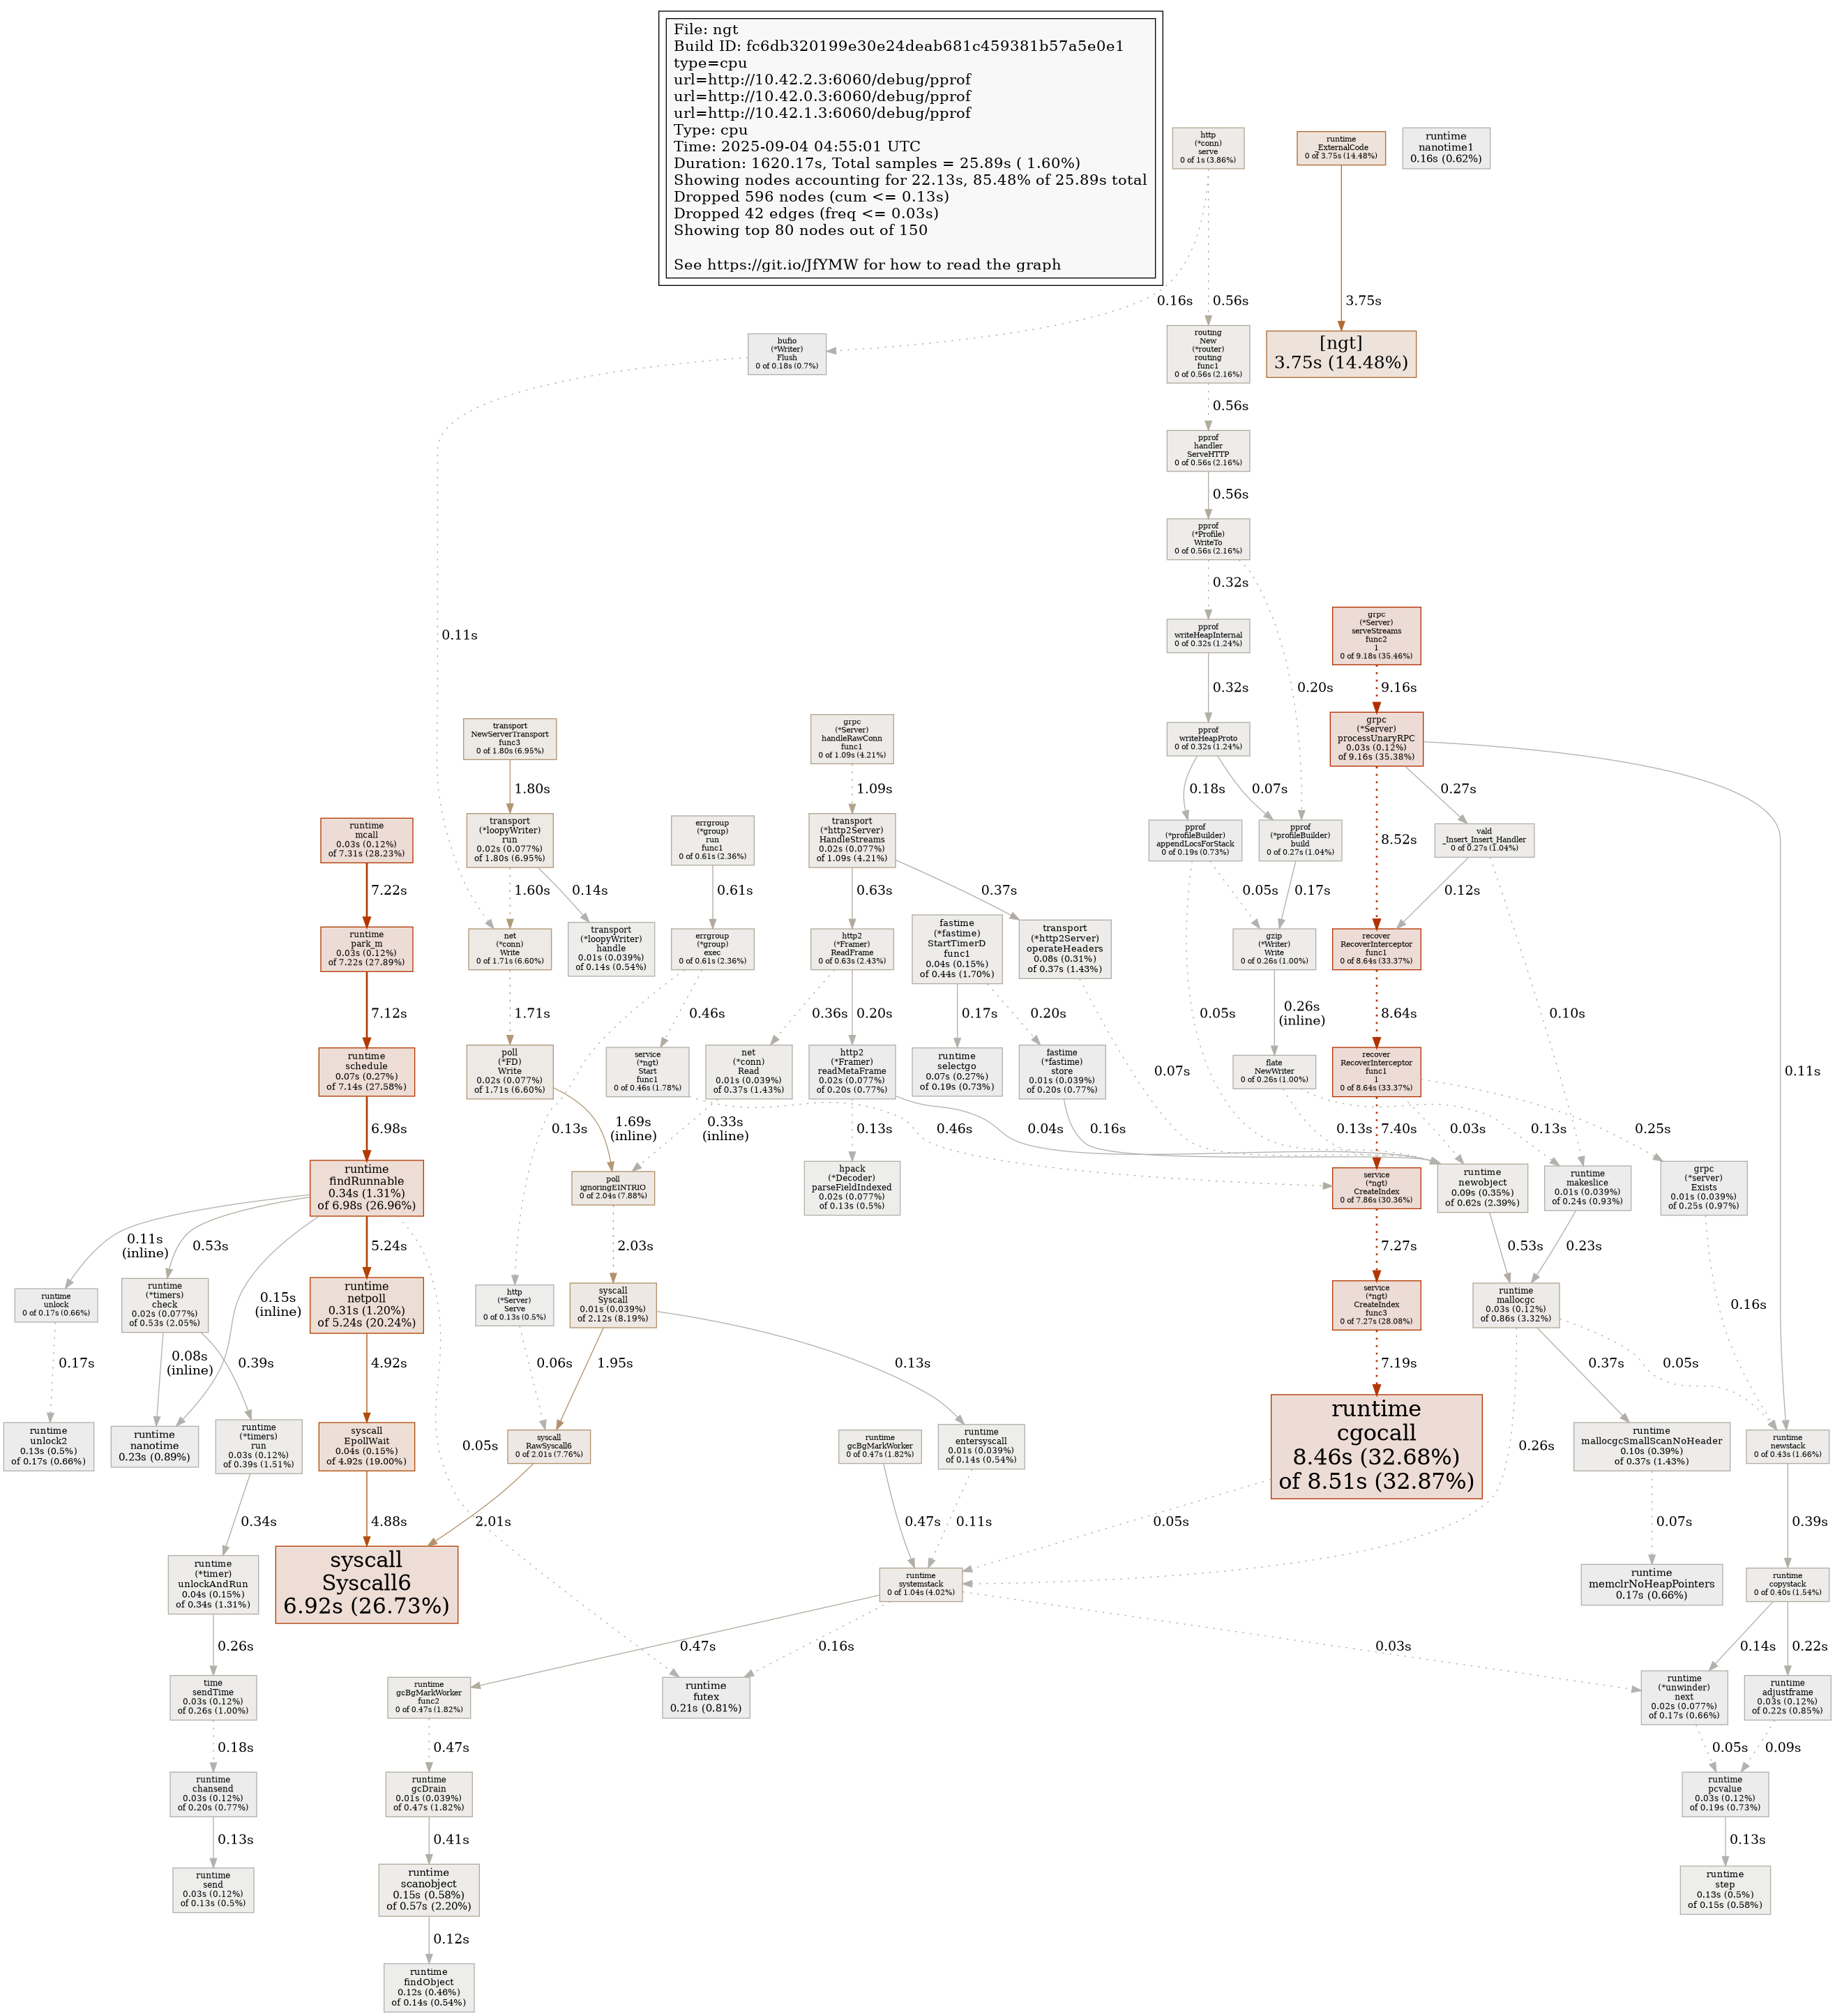 File: ngt
Build ID: fc6db320199e30e24deab681c459381b57a5e0e1
type=cpu
url=http://10.42.2.3:6060/debug/pprof
url=http://10.42.0.3:6060/debug/pprof
url=http://10.42.1.3:6060/debug/pprof
Type: cpu
Time: 2025-09-04 04:55:01 UTC
Duration: 1620.17s, Total samples = 25.89s ( 1.60%)
Showing nodes accounting for 22.13s, 85.48% of 25.89s total
Dropped 596 nodes (cum <= 0.13s)
Dropped 42 edges (freq <= 0.03s)
Showing top 80 nodes out of 150
See https://git.io/JfYMW for how to read the graph
http
(*conn)
serve
0 of 1s (3.86%)
runtime
_ExternalCode
0 of 3.75s (14.48%)
runtime
nanotime1
0.16s (0.62%)
0.16s
0.56s
3.75s
bufio
(*Writer)
Flush
0 of 0.18s (0.7%)
routing
New
(*router)
routing
func1
0 of 0.56s (2.16%)
[ngt]
3.75s (14.48%)
0.56s
pprof
handler
ServeHTTP
0 of 0.56s (2.16%)
0.56s
pprof
(*Profile)
WriteTo
0 of 0.56s (2.16%)
0.11s
0.32s
0.20s
pprof
writeHeapInternal
0 of 0.32s (1.24%)
grpc
(*Server)
serveStreams
func2
1
0 of 9.18s (35.46%)
0.32s
9.16s
transport
NewServerTransport
func3
0 of 1.80s (6.95%)
grpc
(*Server)
handleRawConn
func1
0 of 1.09s (4.21%)
pprof
writeHeapProto
0 of 0.32s (1.24%)
grpc
(*Server)
processUnaryRPC
0.03s (0.12%)
of 9.16s (35.38%)
1.80s
1.09s
0.18s
0.07s
8.52s
0.27s
0.11s
runtime
mcall
0.03s (0.12%)
of 7.31s (28.23%)
transport
(*loopyWriter)
run
0.02s (0.077%)
of 1.80s (6.95%)
errgroup
(*group)
run
func1
0 of 0.61s (2.36%)
transport
(*http2Server)
HandleStreams
0.02s (0.077%)
of 1.09s (4.21%)
pprof
(*profileBuilder)
appendLocsForStack
0 of 0.19s (0.73%)
pprof
(*profileBuilder)
build
0 of 0.27s (1.04%)
vald
_Insert_Insert_Handler
0 of 0.27s (1.04%)
7.22s
1.60s
0.14s
0.61s
0.63s
0.37s
0.05s
0.05s
0.17s
0.12s
0.10s
runtime
park_m
0.03s (0.12%)
of 7.22s (27.89%)
net
(*conn)
Write
0 of 1.71s (6.60%)
transport
(*loopyWriter)
handle
0.01s (0.039%)
of 0.14s (0.54%)
errgroup
(*group)
exec
0 of 0.61s (2.36%)
http2
(*Framer)
ReadFrame
0 of 0.63s (2.43%)
fastime
(*fastime)
StartTimerD
func1
0.04s (0.15%)
of 0.44s (1.70%)
transport
(*http2Server)
operateHeaders
0.08s (0.31%)
of 0.37s (1.43%)
gzip
(*Writer)
Write
0 of 0.26s (1.00%)
recover
RecoverInterceptor
func1
0 of 8.64s (33.37%)
7.12s
1.71s
0.13s
0.46s
0.36s
0.20s
0.17s
0.20s
0.07s
0.26s
(inline)
8.64s
runtime
schedule
0.07s (0.27%)
of 7.14s (27.58%)
poll
(*FD)
Write
0.02s (0.077%)
of 1.71s (6.60%)
service
(*ngt)
Start
func1
0 of 0.46s (1.78%)
net
(*conn)
Read
0.01s (0.039%)
of 0.37s (1.43%)
http2
(*Framer)
readMetaFrame
0.02s (0.077%)
of 0.20s (0.77%)
runtime
selectgo
0.07s (0.27%)
of 0.19s (0.73%)
fastime
(*fastime)
store
0.01s (0.039%)
of 0.20s (0.77%)
flate
NewWriter
0 of 0.26s (1.00%)
recover
RecoverInterceptor
func1
1
0 of 8.64s (33.37%)
6.98s
1.69s
(inline)
0.46s
0.33s
(inline)
0.13s
0.04s
0.16s
0.13s
0.13s
7.40s
0.03s
0.25s
runtime
findRunnable
0.34s (1.31%)
of 6.98s (26.96%)
poll
ignoringEINTRIO
0 of 2.04s (7.88%)
hpack
(*Decoder)
parseFieldIndexed
0.02s (0.077%)
of 0.13s (0.5%)
service
(*ngt)
CreateIndex
0 of 7.86s (30.36%)
runtime
newobject
0.09s (0.35%)
of 0.62s (2.39%)
runtime
makeslice
0.01s (0.039%)
of 0.24s (0.93%)
grpc
(*server)
Exists
0.01s (0.039%)
of 0.25s (0.97%)
0.11s
(inline)
0.53s
0.15s
(inline)
5.24s
0.05s
2.03s
7.27s
0.53s
0.23s
0.16s
runtime
unlock
0 of 0.17s (0.66%)
runtime
(*timers)
check
0.02s (0.077%)
of 0.53s (2.05%)
runtime
netpoll
0.31s (1.20%)
of 5.24s (20.24%)
http
(*Server)
Serve
0 of 0.13s (0.5%)
syscall
Syscall
0.01s (0.039%)
of 2.12s (8.19%)
service
(*ngt)
CreateIndex
func3
0 of 7.27s (28.08%)
runtime
mallocgc
0.03s (0.12%)
of 0.86s (3.32%)
0.17s
0.08s
(inline)
0.39s
4.92s
0.06s
1.95s
0.13s
7.19s
0.26s
0.37s
0.05s
runtime
unlock2
0.13s (0.5%)
of 0.17s (0.66%)
runtime
nanotime
0.23s (0.89%)
runtime
(*timers)
run
0.03s (0.12%)
of 0.39s (1.51%)
syscall
EpollWait
0.04s (0.15%)
of 4.92s (19.00%)
syscall
RawSyscall6
0 of 2.01s (7.76%)
runtime
gcBgMarkWorker
0 of 0.47s (1.82%)
runtime
entersyscall
0.01s (0.039%)
of 0.14s (0.54%)
runtime
cgocall
8.46s (32.68%)
of 8.51s (32.87%)
runtime
mallocgcSmallScanNoHeader
0.10s (0.39%)
of 0.37s (1.43%)
runtime
newstack
0 of 0.43s (1.66%)
0.34s
4.88s
2.01s
0.47s
0.11s
0.05s
0.07s
0.39s
runtime
(*timer)
unlockAndRun
0.04s (0.15%)
of 0.34s (1.31%)
syscall
Syscall6
6.92s (26.73%)
runtime
systemstack
0 of 1.04s (4.02%)
runtime
memclrNoHeapPointers
0.17s (0.66%)
runtime
copystack
0 of 0.40s (1.54%)
0.26s
0.47s
0.16s
0.03s
0.14s
0.22s
time
sendTime
0.03s (0.12%)
of 0.26s (1.00%)
runtime
gcBgMarkWorker
func2
0 of 0.47s (1.82%)
runtime
futex
0.21s (0.81%)
runtime
(*unwinder)
next
0.02s (0.077%)
of 0.17s (0.66%)
runtime
adjustframe
0.03s (0.12%)
of 0.22s (0.85%)
0.18s
0.47s
0.05s
0.09s
runtime
chansend
0.03s (0.12%)
of 0.20s (0.77%)
runtime
gcDrain
0.01s (0.039%)
of 0.47s (1.82%)
runtime
pcvalue
0.03s (0.12%)
of 0.19s (0.73%)
0.13s
0.41s
0.13s
runtime
send
0.03s (0.12%)
of 0.13s (0.5%)
runtime
scanobject
0.15s (0.58%)
of 0.57s (2.20%)
runtime
step
0.13s (0.5%)
of 0.15s (0.58%)
0.12s
runtime
findObject
0.12s (0.46%)
of 0.14s (0.54%)